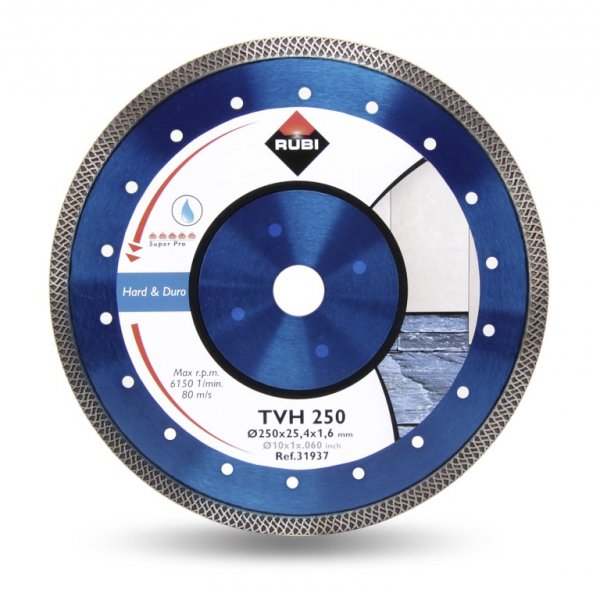 RUBI
Super Pro
Hard & Duro
Max r.p.m.
6150 1/min.
80 m/s
TVH 250
Ø250x25,4x1,6 mm
Ø10x1x.060 inch
Ref.31937